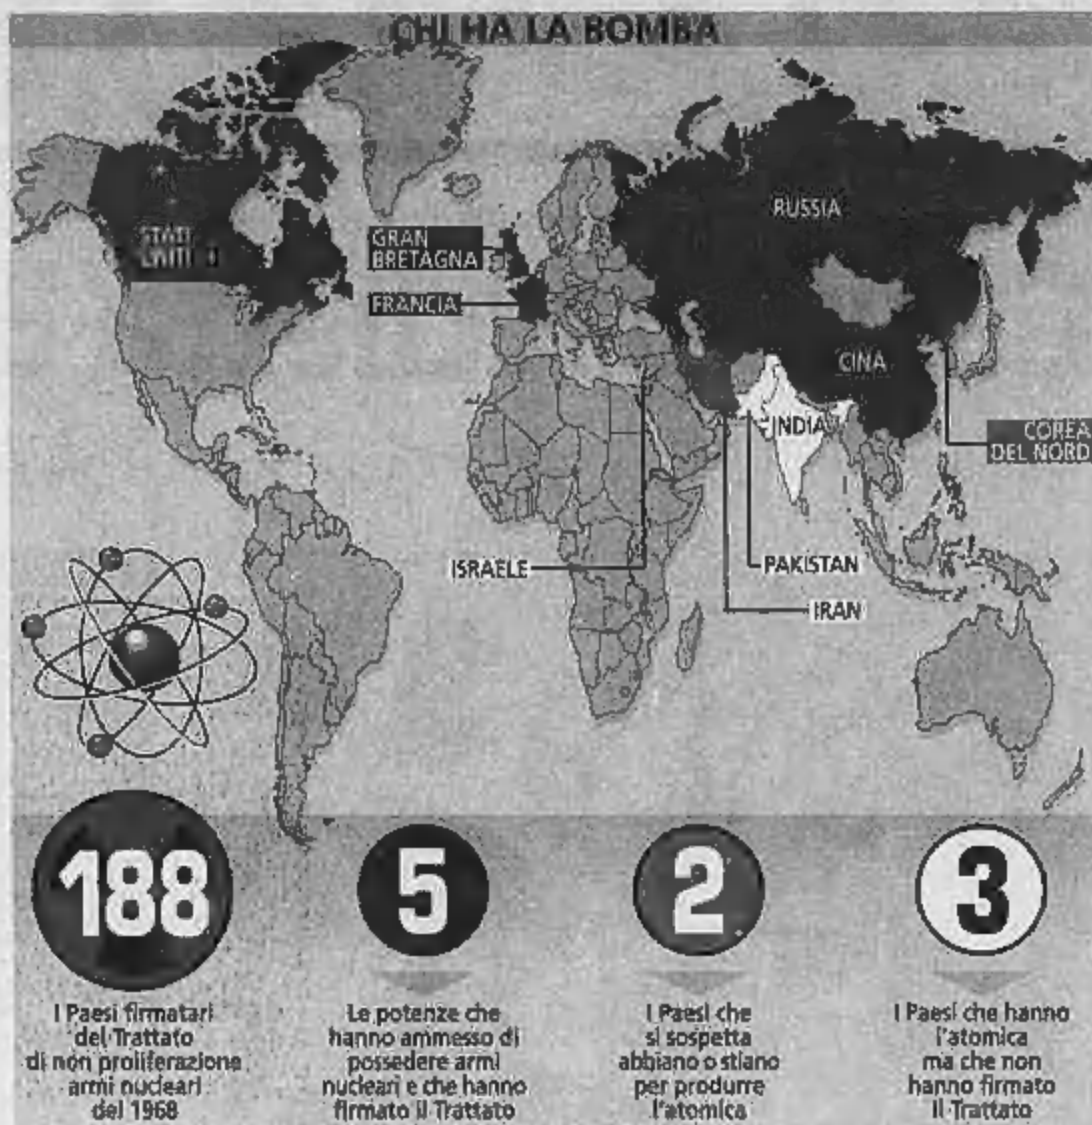 CHI HA LA BOMBA
STATI
UNITI
GRAN
BRETAGNA
FRANCIA
RUSSIA
CINA
INDIA
COREA
DEL NORD
ISRAELE
PAKISTAN
IRAN
188
I Paesi firmatari
del Trattato
di non proliferazione
armi nucleari
del 1968
5
Le potenze che
hanno ammesso di
possedere armi
nucleari e che hanno
firmato il Trattato
2
I Paesi che
si sospetta
abbiano o stiano
per produrre
l'atomica
3
I Paesi che hanno
l'atomica
ma che non
hanno firmato
il Trattato